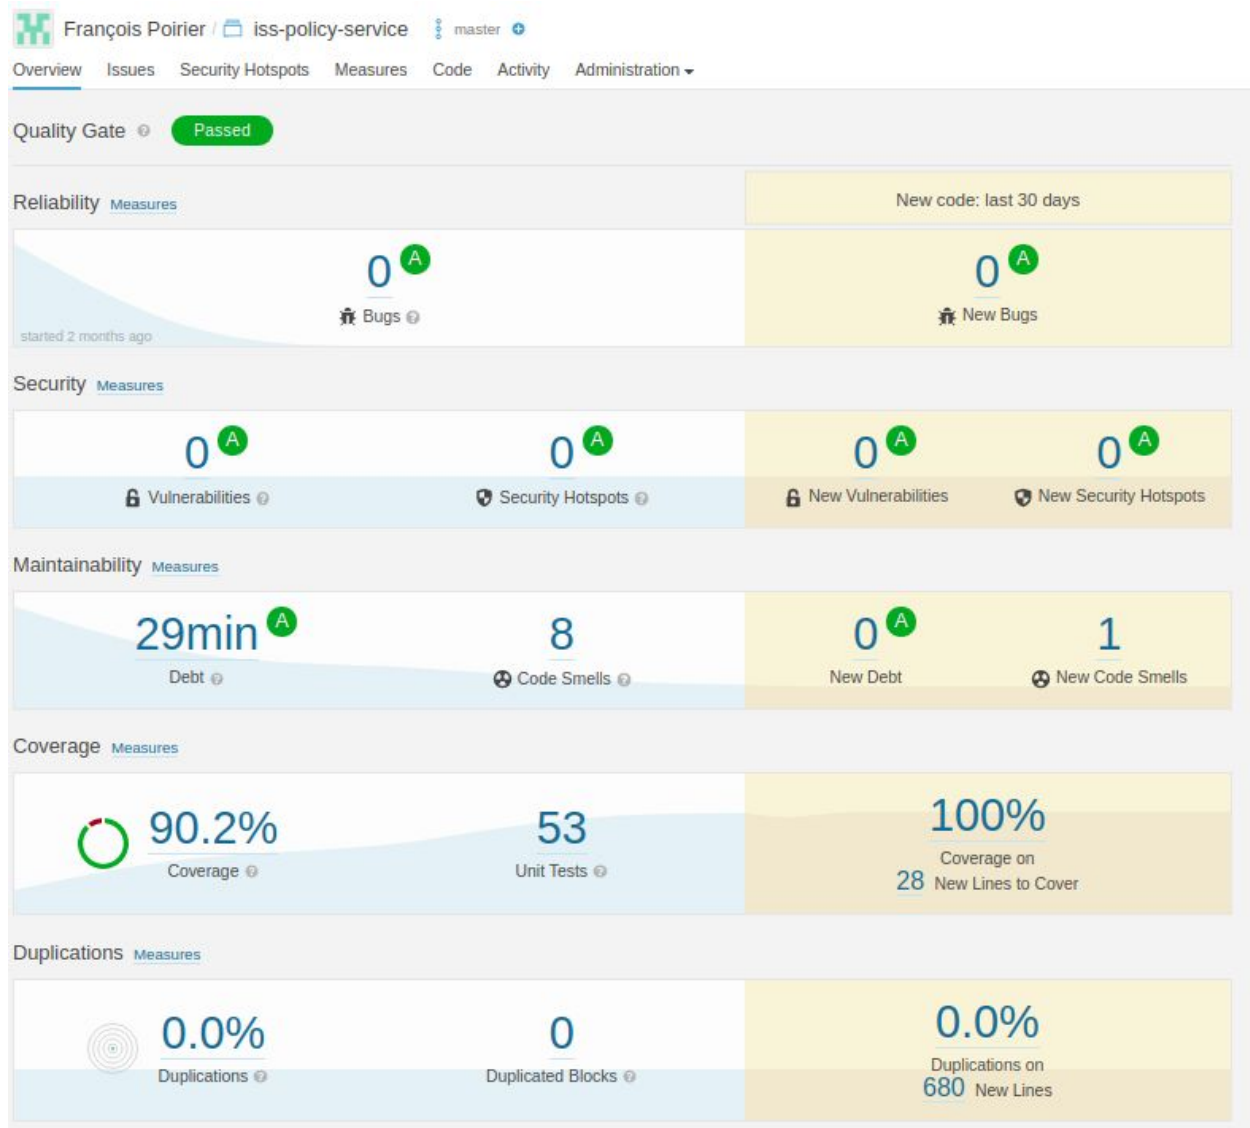 François Poirier / iss-policy-service master
Overview Issues Security Hotspots Measures Code Activity Administration
Quality Gate ? Passed
Reliability Measures
New code: last 30 days
0 A
Bugs ?
started 2 months ago
0 A
New Bugs
Security Measures
0 A
Vulnerabilities ?
0 A
Security Hotspots ?
0 A
New Vulnerabilities
0 A
New Security Hotspots
Maintainability Measures
29min A
Debt ?
8
Code Smells ?
0 A
New Debt
1
New Code Smells
Coverage Measures
90.2%
Coverage ?
53
Unit Tests ?
100%
Coverage on
28 New Lines to Cover
Duplications Measures
0.0%
Duplications ?
0
Duplicated Blocks ?
0.0%
Duplications on
680 New Lines